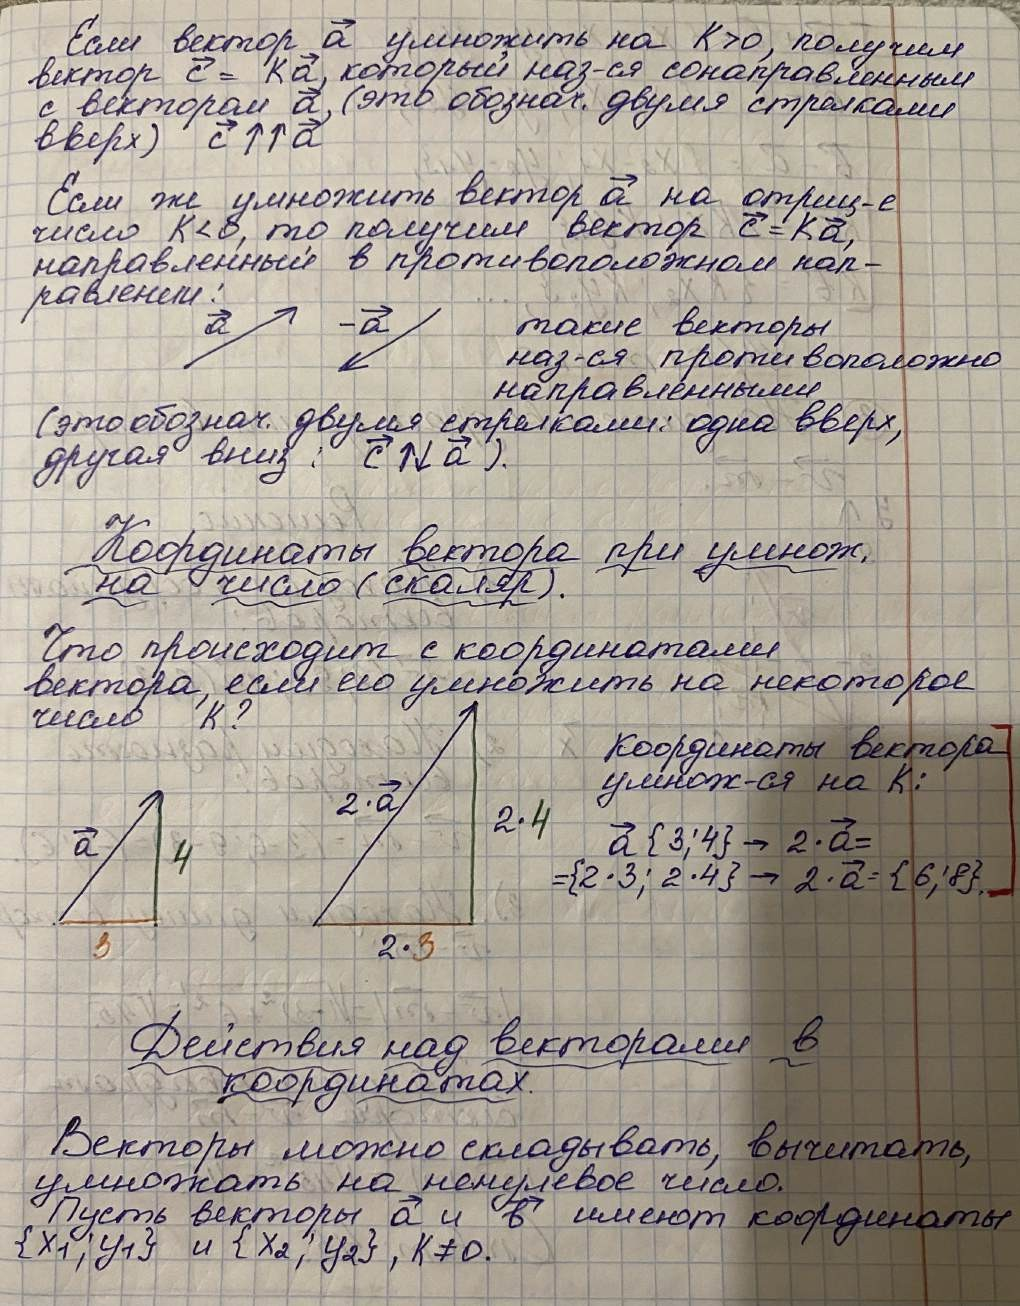 Если вектор a⃗ умножить на K>0, получим
вектор c⃗ = Ka⃗, который наз-ся сонаправленным
с вектором a⃗, (это обознач. двумя стрелками
вверх) c⃗ ↑↑ a⃗
Если же умножить вектор a⃗ на отриц-е
число K<0, то получим вектор c⃗ = Ka⃗,
направленный в противоположном нап-
равлении:
a⃗ -a⃗ такие векторы
наз-ся противоположно
направленными
(это обознач. двумя стрелками: одна вверх,
другая вниз: c⃗ ↑↓ a⃗).
Координаты вектора при умнож.
на число (скаляр).
Что происходит с координатами
вектора, если его умножить на некоторое
число K?
Координаты вектора
умнож-ся на K:
a⃗ {3;4} → 2·a⃗ =
={2·3; 2·4} → 2·a⃗ = {6;8}.
a⃗ 4
3
2·a⃗ 2·4
2·3
Действия над векторами в
координатах.
Векторы можно складывать, вычитать,
умножать на ненулевое число.
Пусть векторы a⃗ и b⃗ имеют координаты
{x₁; y₁} и {x₂; y₂}, K≠0.